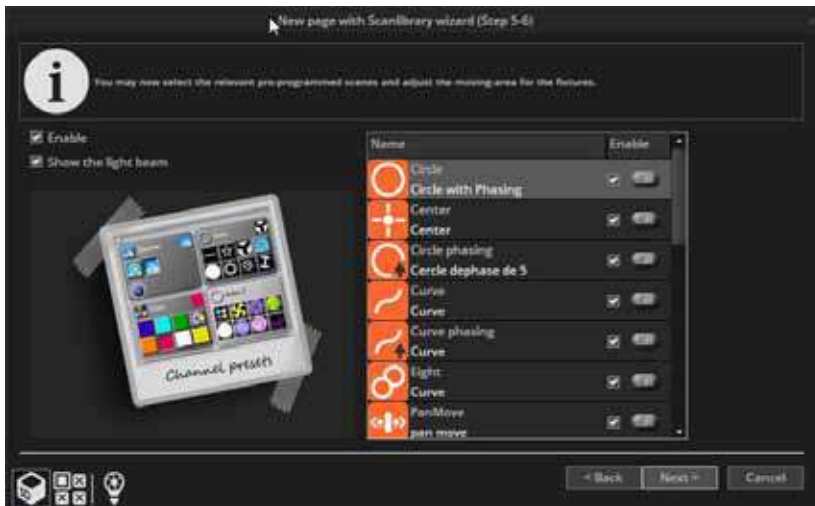 New page with Scanlibrary wizard (Step 5-6)
You may now select the relevant pre-programmed scenes and adjust the moving-area for the fixtures.
Enable
Show the light beam
Name Enable
Circle
Circle with Phasing
Center
Center
Circle phasing
Cercle dephase de 5
Curve
Curve
Curve phasing
Curve
Eight
Curve
PanMove
pan move
Channel presets
< Back Next > Cancel